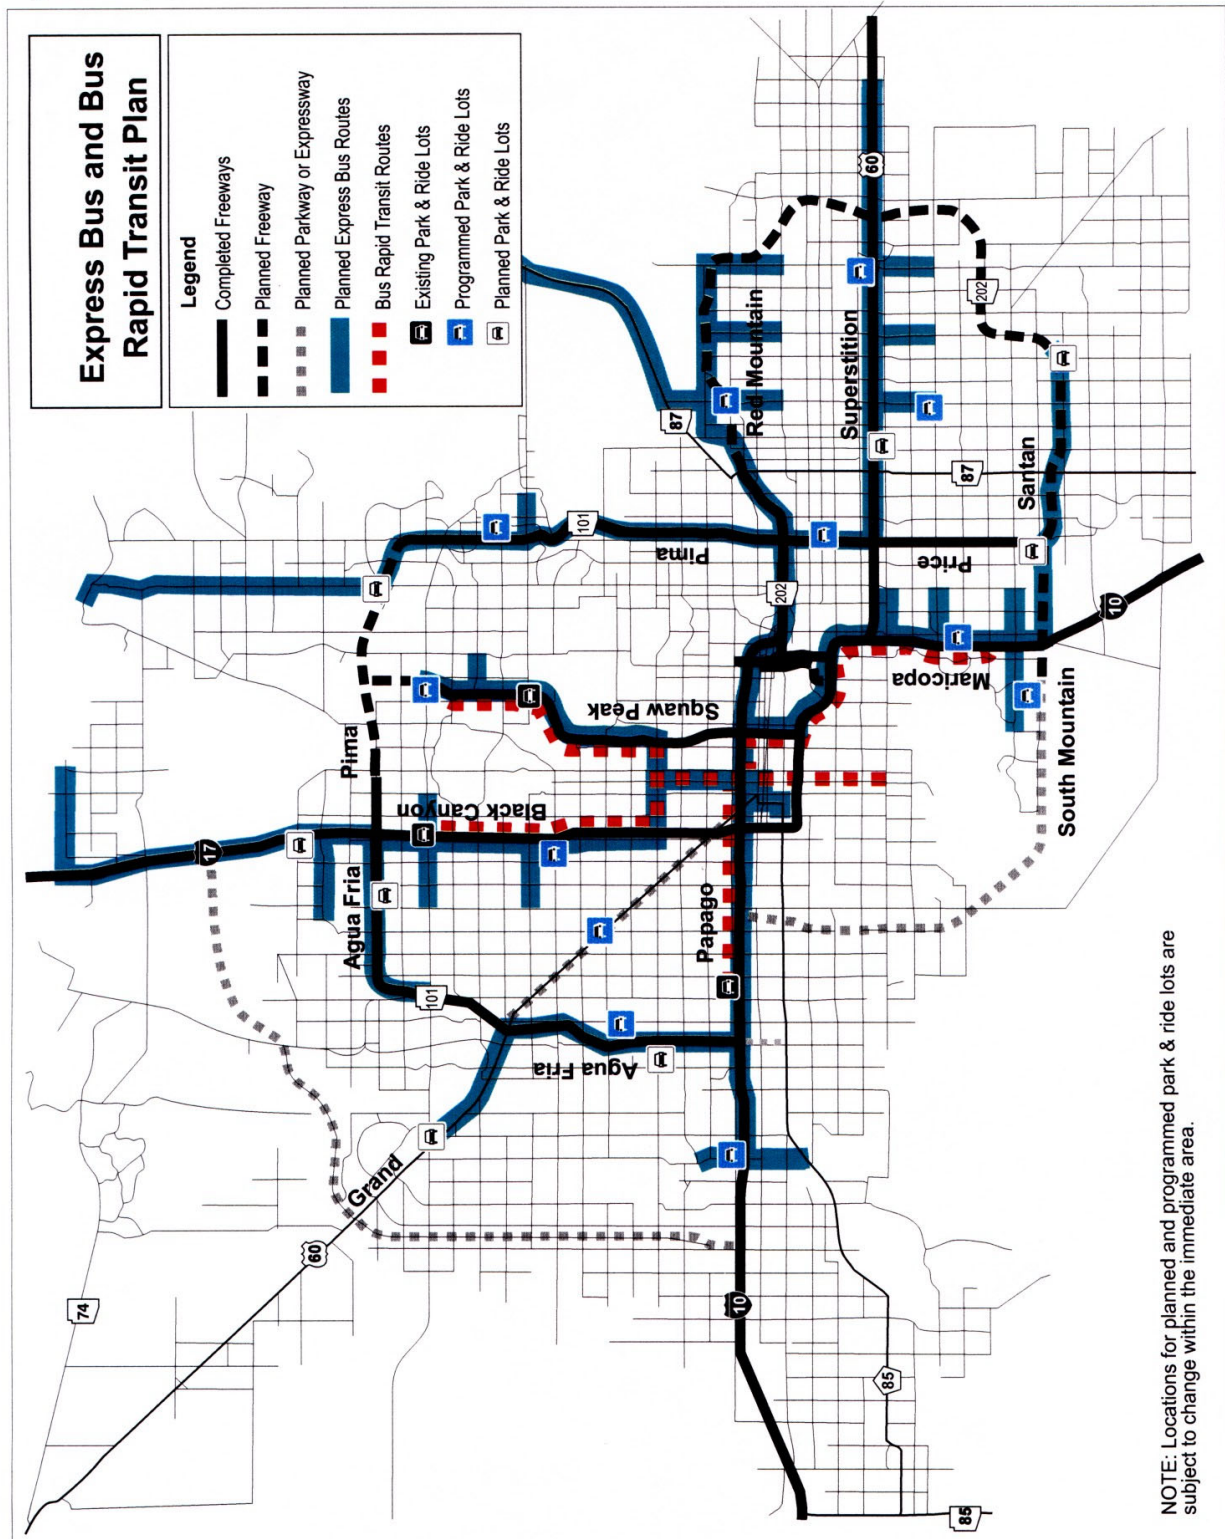 Express Bus and Bus
Rapid Transit Plan
Legend
Completed Freeways
Planned Freeway
Planned Parkway or Expressway
Planned Express Bus Routes
Bus Rapid Transit Routes
Existing Park & Ride Lots
Programmed Park & Ride Lots
Planned Park & Ride Lots
74
60
Grand
17
Agua Fria
Pima
101
Agua Fria
Black Canyon
Squaw Peak
Pima
101
87
Red Mountain
Papago
10
202
85
85
Superstition
60
Price
Maricopa
87
202
Santan
10
South Mountain
NOTE: Locations for planned and programmed park & ride lots are
subject to change within the immediate area.